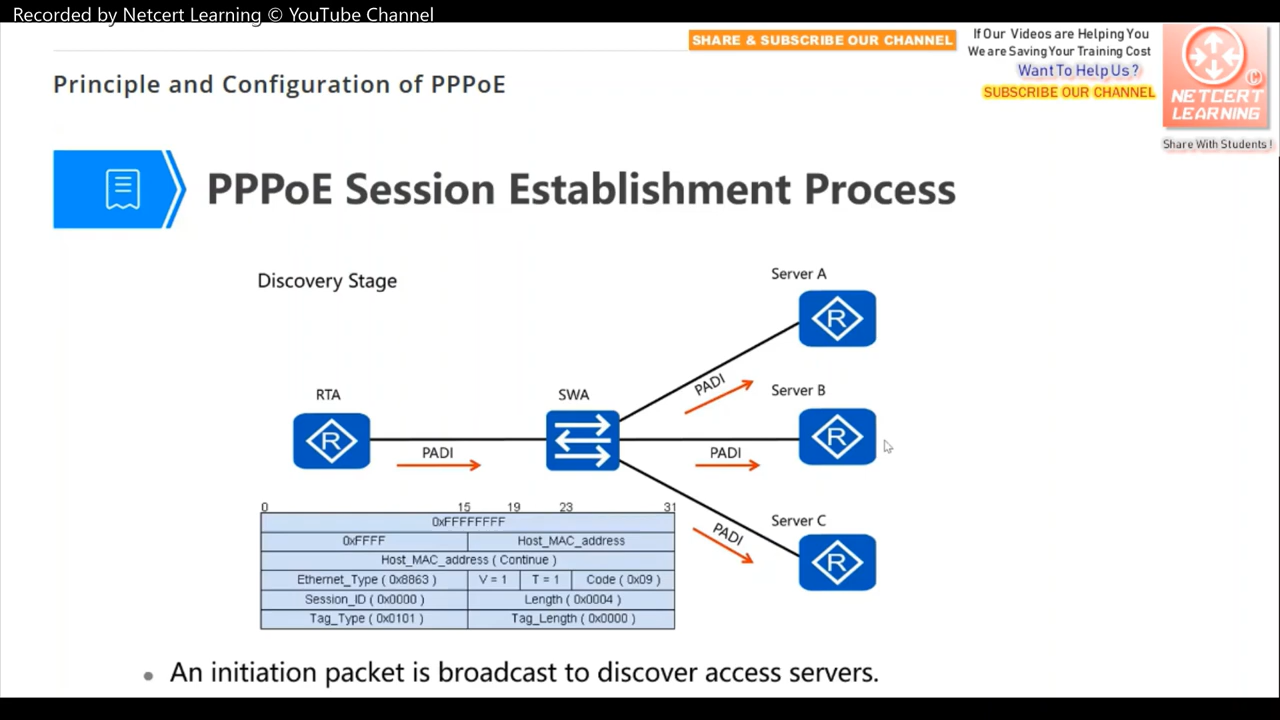 Recorded by Netcert Learning © YouTube Channel
SHARE & SUBSCRIBE OUR CHANNEL
If Our Videos are Helping You
We are Saving Your Training Cost
Want To Help Us ?
SUBSCRIBE OUR CHANNEL
NETCERT
LEARNING
©
Share With Students !
Principle and Configuration of PPPoE
PPPoE Session Establishment Process
Discovery Stage
Server A
R
PADI
RTA
SWA
Server B
R
R
PADI
PADI
Server C
PADI
R
0 15 19 23 31
0xFFFFFFFF
0xFFFF Host_MAC_address
Host_MAC_address ( Continue )
Ethernet_Type ( 0x8863 ) V = 1 T = 1 Code ( 0x09 )
Session_ID ( 0x0000 ) Length ( 0x0004 )
Tag_Type ( 0x0101 ) Tag_Length ( 0x0000 )
• An initiation packet is broadcast to discover access servers.